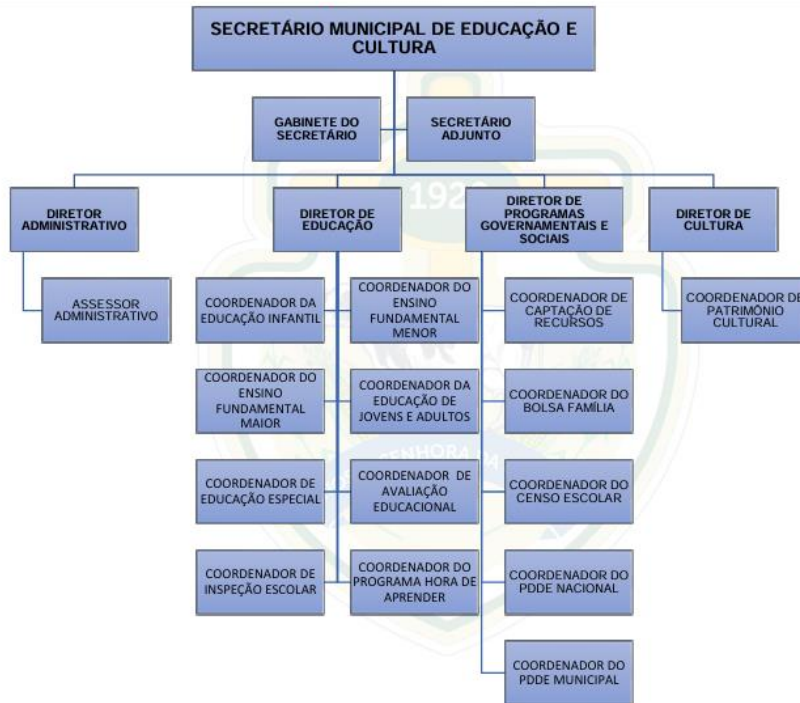 SECRETÁRIO MUNICIPAL DE EDUCAÇÃO E
CULTURA
GABINETE DO
SECRETÁRIO
SECRETÁRIO
ADJUNTO
DIRETOR
ADMINISTRATIVO
DIRETOR DE
EDUCAÇÃO
DIRETOR DE
PROGRAMAS
GOVERNAMENTAIS E
SOCIAIS
DIRETOR DE
CULTURA
ASSESSOR
ADMINISTRATIVO
COORDENADOR DA
EDUCAÇÃO INFANTIL
COORDENADOR DO
ENSINO
FUNDAMENTAL
MENOR
COORDENADOR DE
CAPTAÇÃO DE
RECURSOS
COORDENADOR DE
PATRIMÔNIO
CULTURAL
COORDENADOR DO
ENSINO
FUNDAMENTAL
MAIOR
COORDENADOR DA
EDUCAÇÃO DE
JOVENS E ADULTOS
COORDENADOR DO
BOLSA FAMÍLIA
COORDENADOR DE
EDUCAÇÃO ESPECIAL
COORDENADOR DE
AVALIAÇÃO
EDUCACIONAL
COORDENADOR DO
CENSO ESCOLAR
COORDENADOR DE
INSPEÇÃO ESCOLAR
COORDENADOR DO
PROGRAMA HORA DE
APRENDER
COORDENADOR DO
PDDE NACIONAL
COORDENADOR DO
PDDE MUNICIPAL